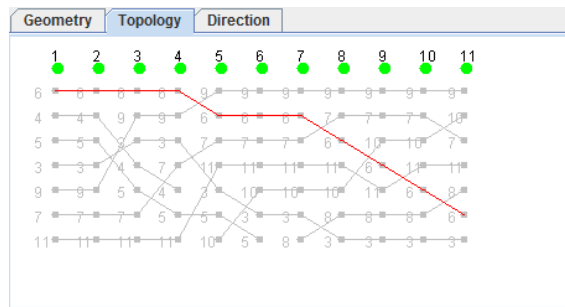 Geometry Topology Direction
1 2 3 4 5 6 7 8 9 10 11
6 6 6 6 9 9 9 9 9 9 9
4 4 9 9 6 6 6 7 7 7 10
5 5 3 3 7 7 7 6 10 10 7
3 3 4 7 11 11 11 11 6 11 11
9 9 5 4 3 10 10 10 11 6 8
7 7 7 5 5 3 3 8 8 8 6
11 11 11 11 10 5 8 3 3 3 3